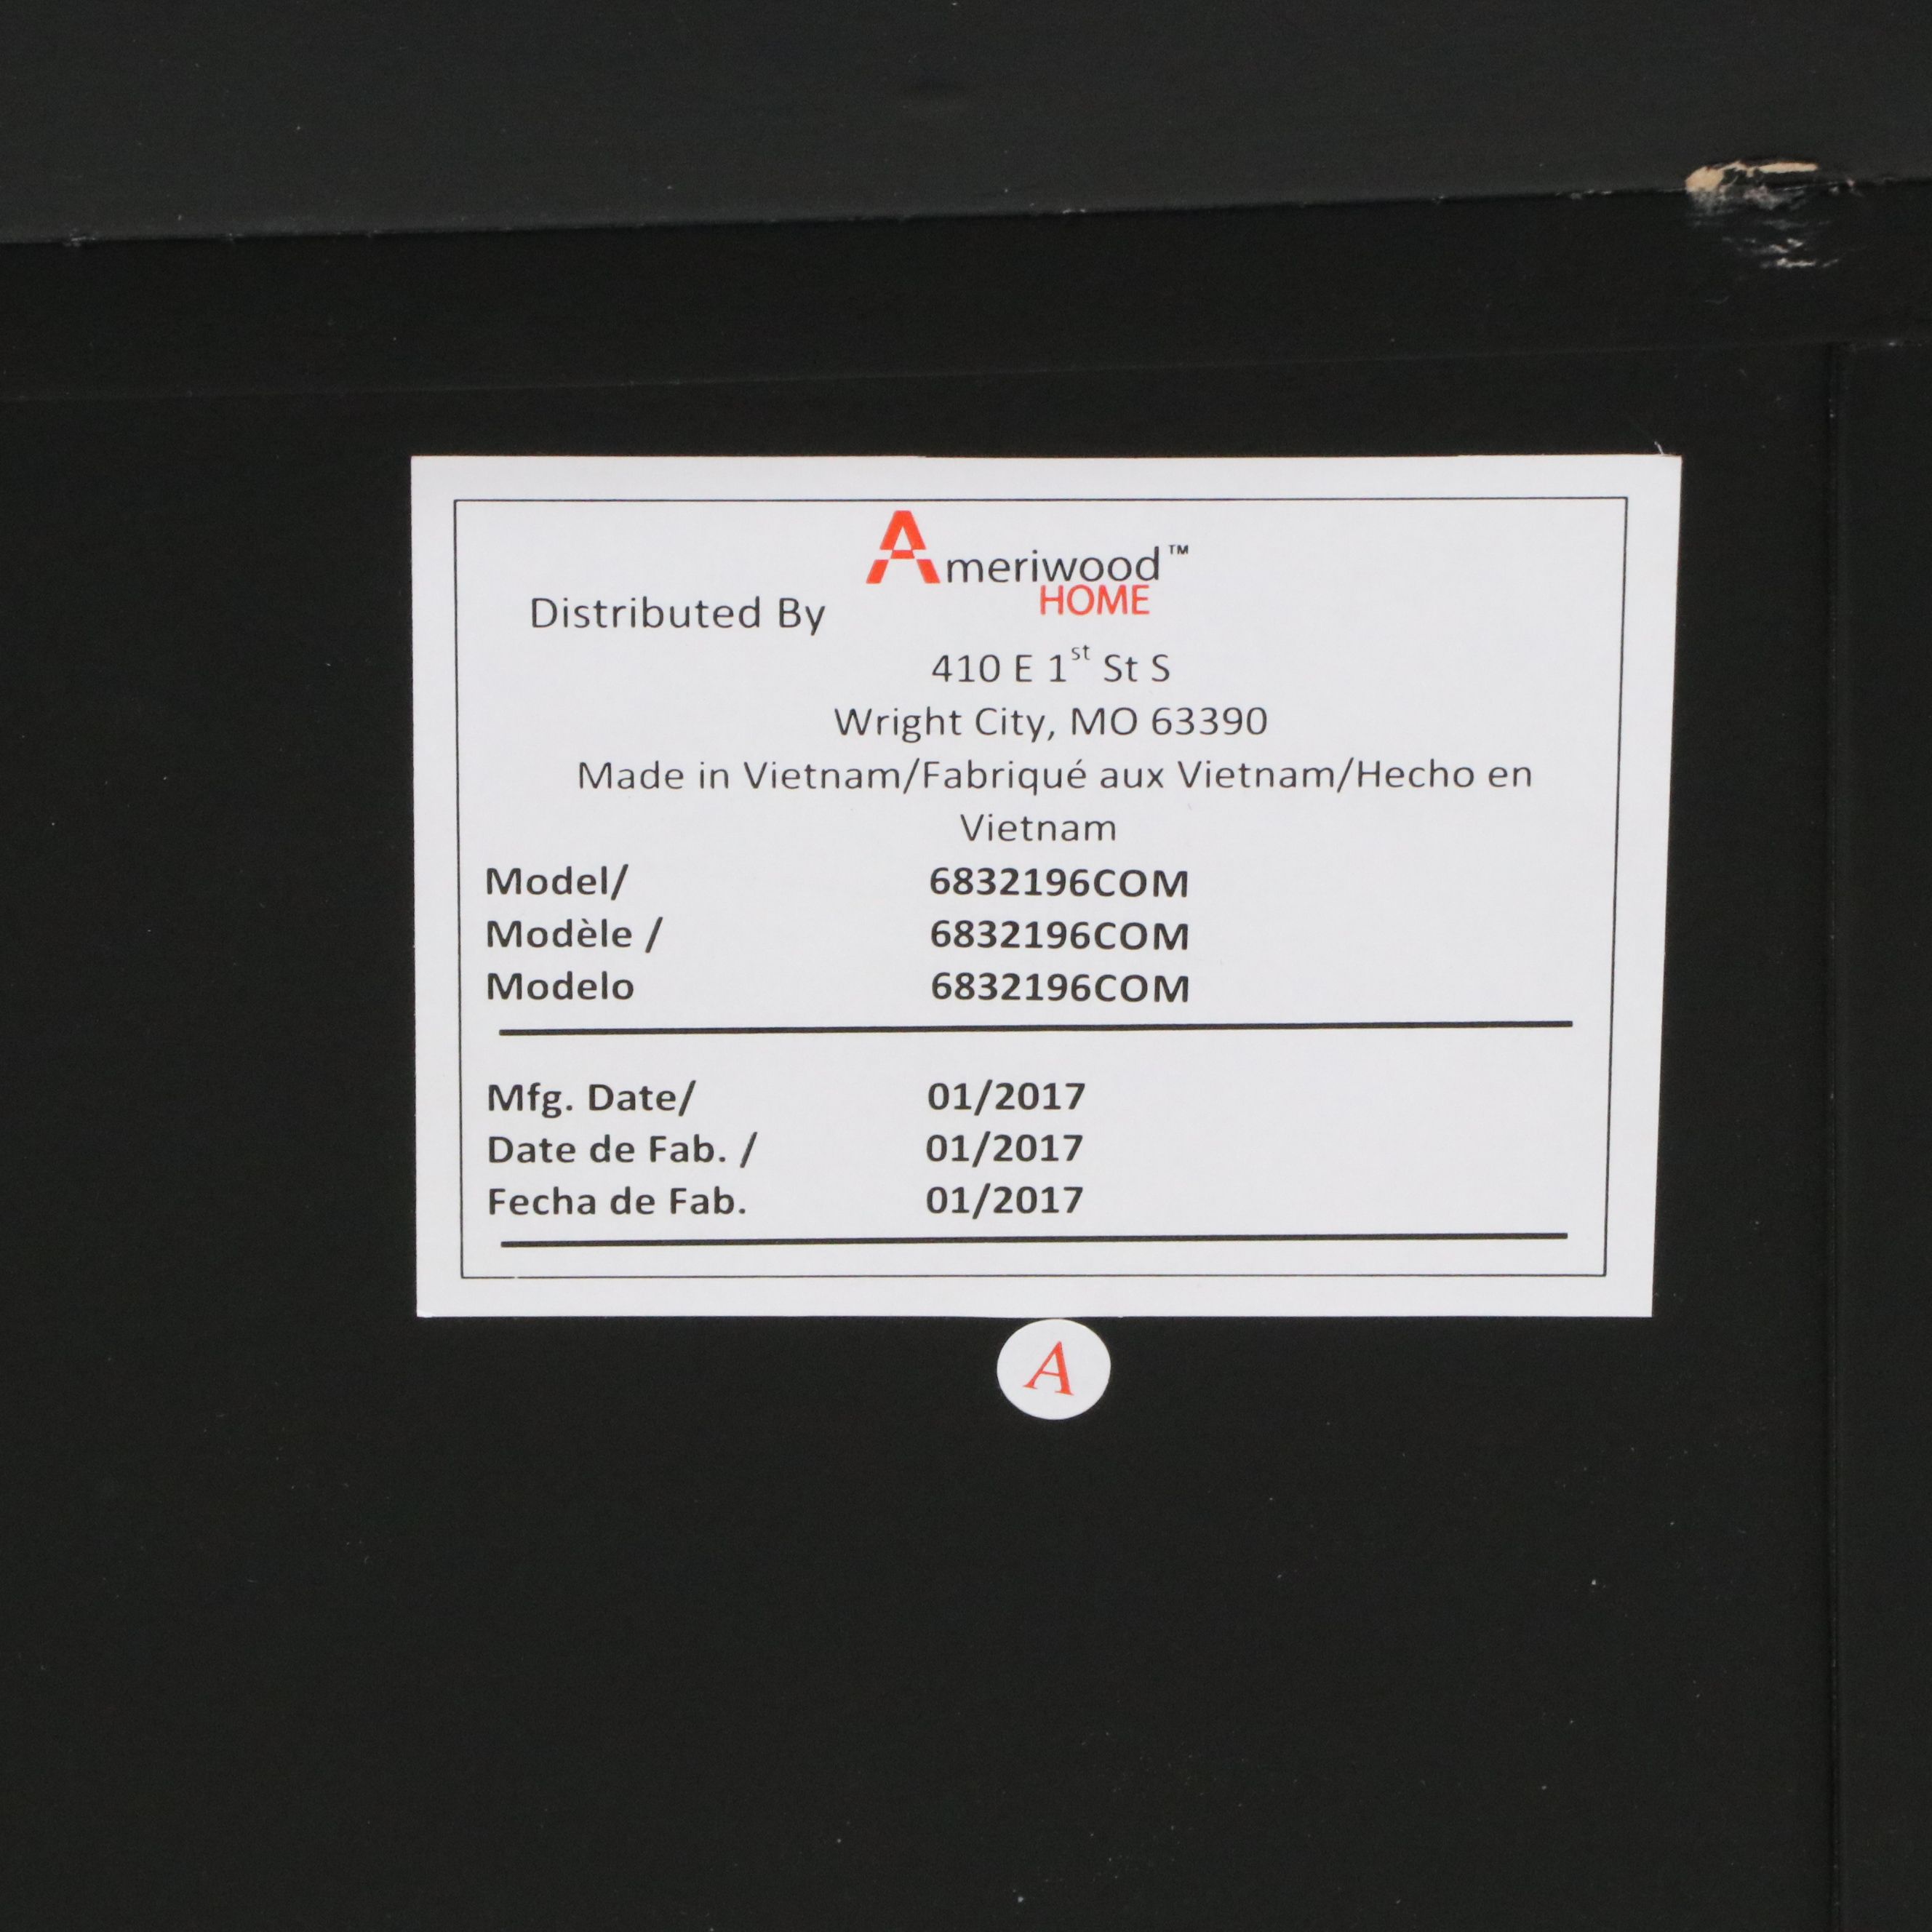 Ameriwood™
HOME
Distributed By
410 E 1st St S
Wright City, MO 63390
Made in Vietnam/Fabriqué aux Vietnam/Hecho en
Vietnam
Model/ 6832196COM
Modèle / 6832196COM
Modelo 6832196COM
Mfg. Date/ 01/2017
Date de Fab. / 01/2017
Fecha de Fab. 01/2017
A